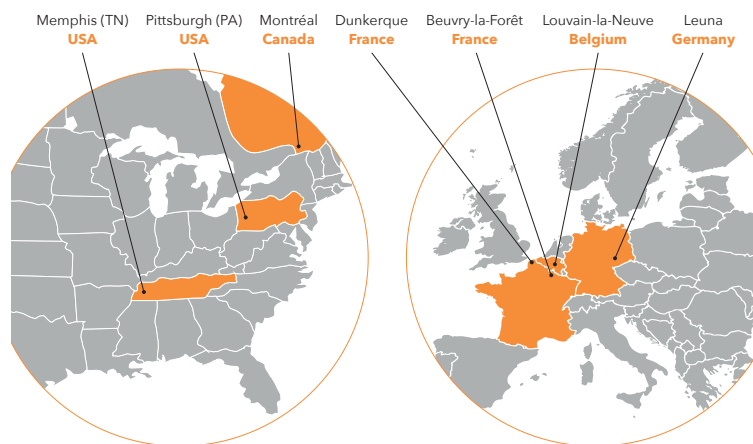 Memphis (TN)
USA
Pittsburgh (PA)
USA
Montréal
Canada
Dunkerque
France
Beuvry-la-Forêt
France
Louvain-la-Neuve
Belgium
Leuna
Germany